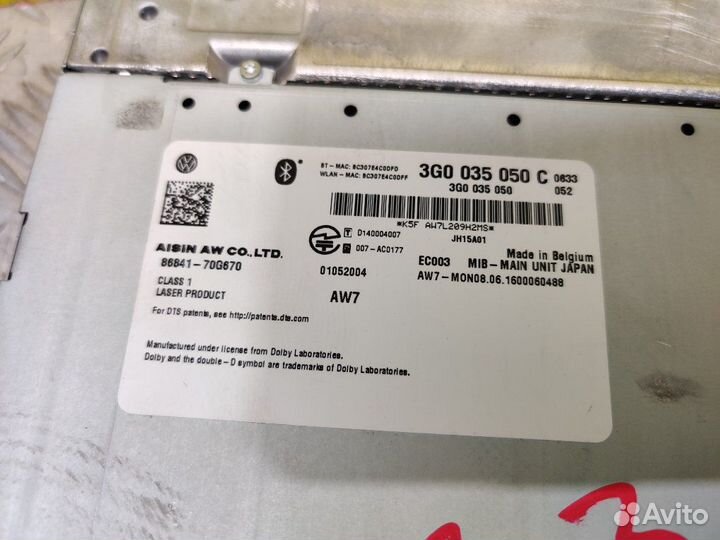 BT - MAC: 8C307E4C0DFD
WLAN - MAC: 8C307E4C0DFF
3G0 035 050 C 0633
3G0 035 050 052
*K5F AW7L209H2MS*
T D140004007
JH15A01
R 007-AC0177
Made in Belgium
AISIN AW CO.,LTD.
EC003 MIB-MAIN UNIT JAPAN
86841-70G670
01052004
AW7-MON08.06.1600060488
CLASS 1
LASER PRODUCT
AW7
For DTS patents, see http://patents.dts.com
Manufactured under license from Dolby Laboratories.
Dolby and the double-D symbol are trademarks of Dolby Laboratories.
Avito